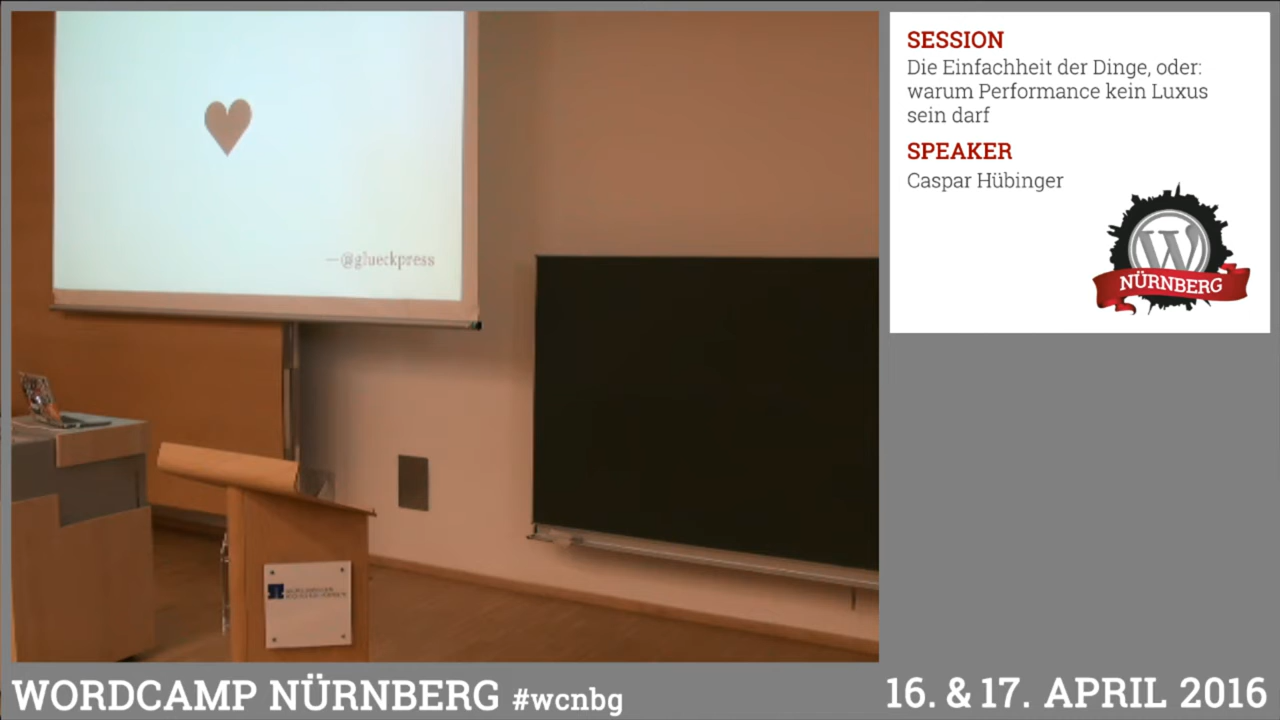 —@glueckpress
SESSION
Die Einfachheit der Dinge, oder:
warum Performance kein Luxus
sein darf
SPEAKER
Caspar Hübinger
W
NÜRNBERG
WORDCAMP NÜRNBERG #wcnbg
16. & 17. APRIL 2016